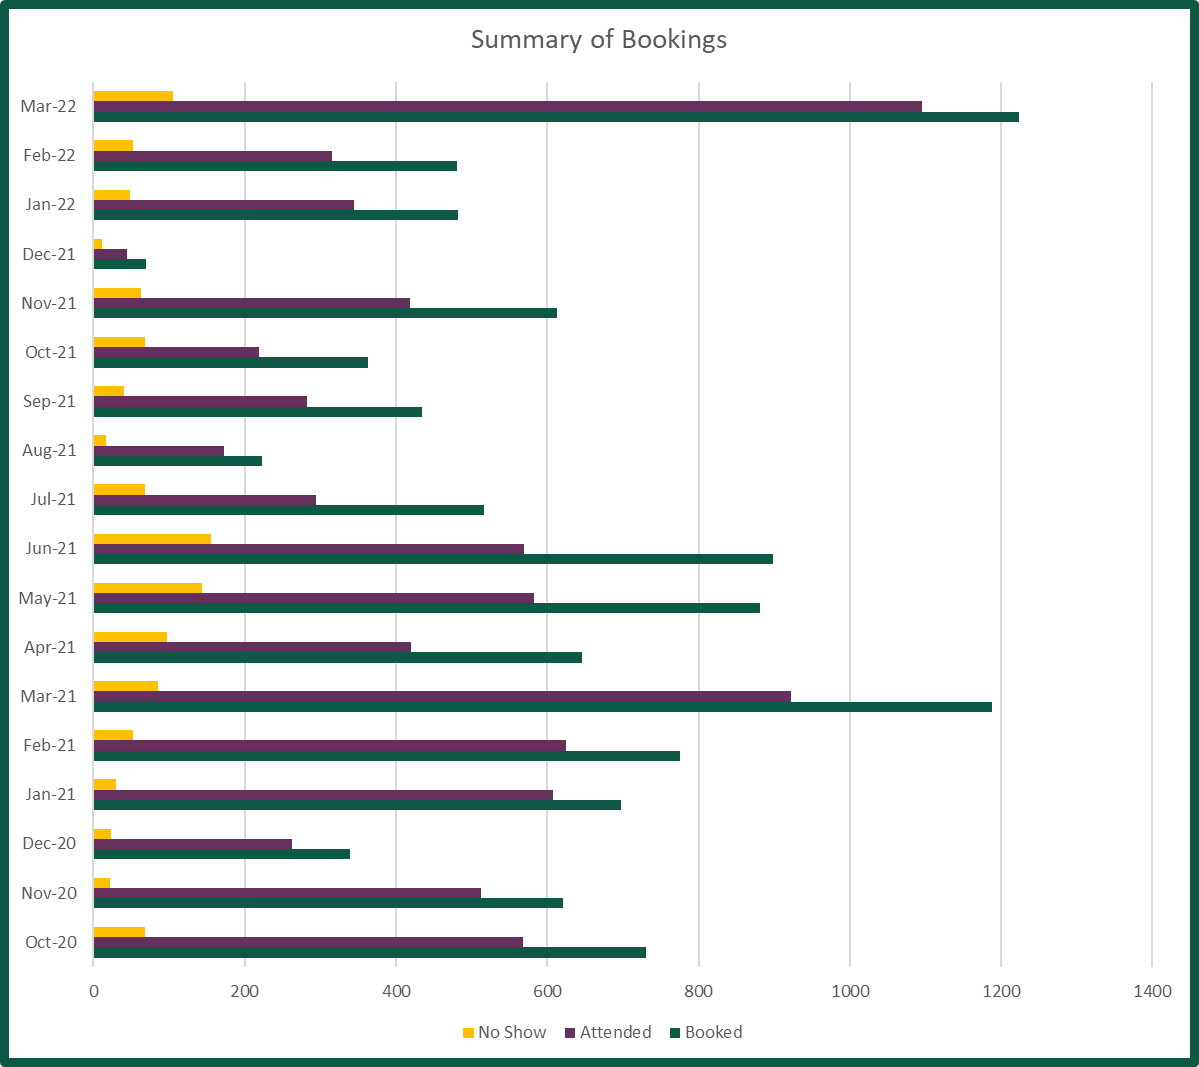 Summary of Bookings
Mar-22
Feb-22
Jan-22
Dec-21
Nov-21
Oct-21
Sep-21
Aug-21
Jul-21
Jun-21
May-21
Apr-21
Mar-21
Feb-21
Jan-21
Dec-20
Nov-20
Oct-20
0 200 400 600 800 1000 1200 1400
No Show Attended Booked